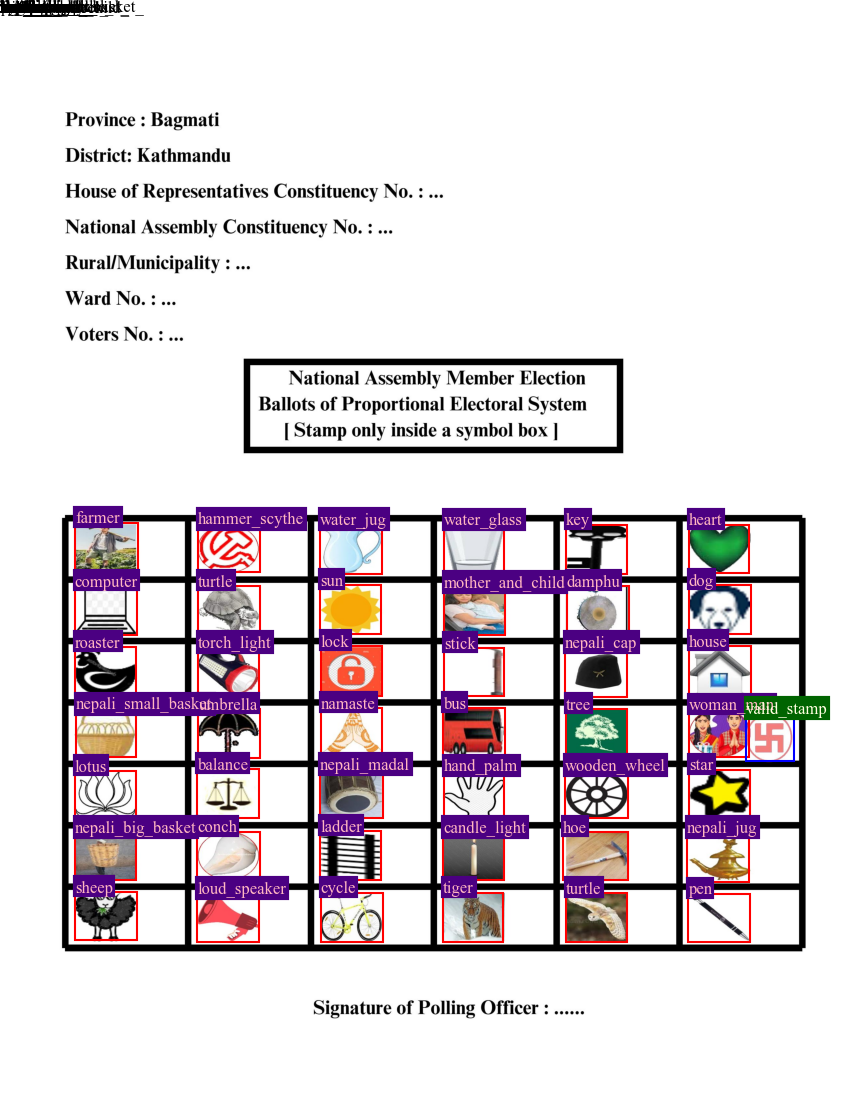 Province : Bagmati
District: Kathmandu
House of Representatives Constituency No. : ...
National Assembly Constituency No. : ...
Rural/Municipality : ...
Ward No. : ...
Voters No. : ...
National Assembly Member Election
Ballots of Proportional Electoral System
[ Stamp only inside a symbol box ]
farmer hammer_scythe water_jug water_glass key heart
computer turtle sun mother_and_child damphu dog
roaster torch_light lock stick nepali_cap house
nepali_small_basket umbrella namaste bus tree valid_stamp
lotus balance nepali_madal hand_palm wooden_wheel star
nepali_big_basket conch ladder candle_light hoe nepali_jug
sheep loud_speaker cycle tiger turtle pen
Signature of Polling Officer : ......